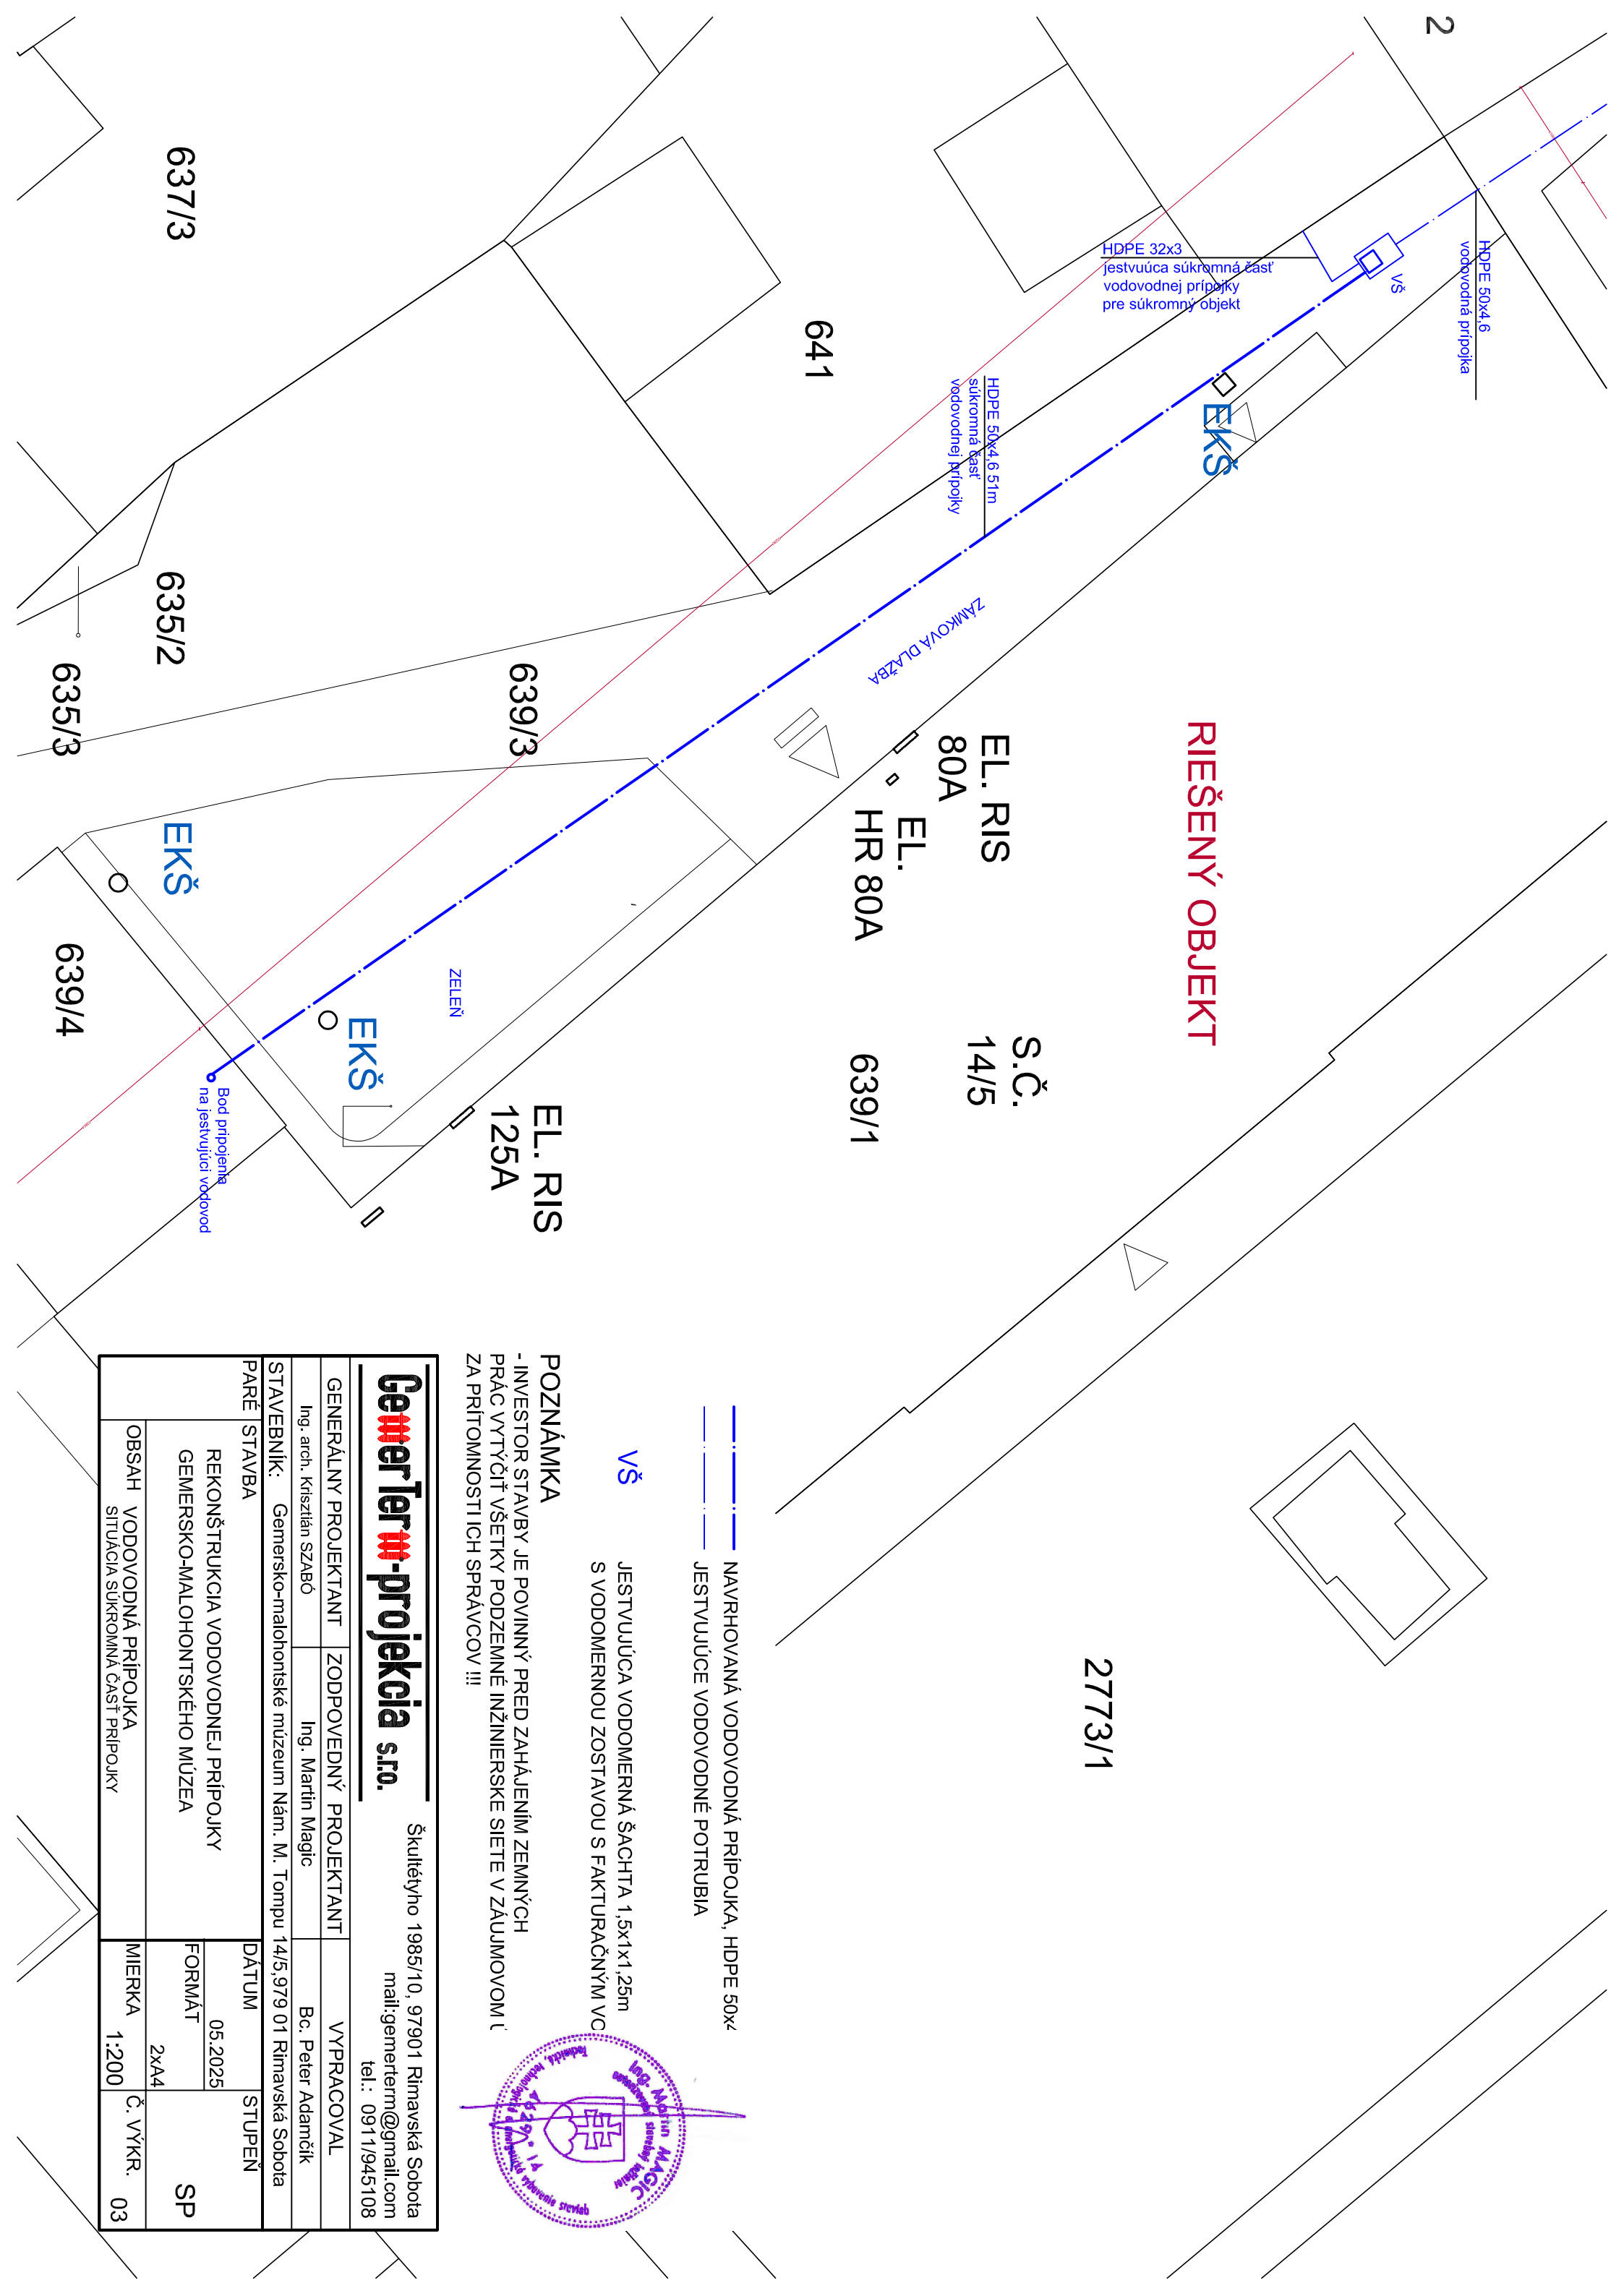 2
HDPE 50x4,6
vodovodná prípojka
VŠ
HDPE 32x3
jestvuúca súkromná časť
vodovodnej prípojky
pre súkromný objekt
EKŠ
HDPE 50x4,6 51m
súkromná časť
vodovodnej prípojky
637/3
641
635/2
635/3
639/3
ZÁMKOVÁ DLAŽBA
RIEŠENÝ OBJEKT
EL. RIS
80A
EL.
HR 80A
EKŠ
639/4
ZELEŇ
EKŠ
S.Č.
14/5
639/1
Bod pripojenia
na jestvujúci vodovod
EL. RIS
125A
2773/1
NAVRHOVANÁ VODOVODNÁ PRÍPOJKA, HDPE 50x4
JESTVUJÚCE VODOVODNÉ POTRUBIA
VŠ
JESTVUJÚCA VODOMERNÁ ŠACHTA 1,5x1x1,25m
S VODOMERNOU ZOSTAVOU S FAKTURAČNÝM
POZNÁMKA
- INVESTOR STAVBY JE POVINNÝ PRED ZAHÁJENÍM ZEMNÝCH
PRÁC VYTÝČIŤ VŠETKY PODZEMNÉ INŽINIERSKE SIETE V ZÁUJMOVOM
ZA PRÍTOMNOSTI ICH SPRÁVCOV !!!
GemerTerm-projekcia s.r.o.
Škultétyho 1985/10, 97901 Rimavská Sobota
mail:gemerterm@gmail.com
tel.: 0911/945108
GENERÁLNY PROJEKTANT
ZODPOVEDNÝ PROJEKTANT
VYPRACOVAL
Ing. arch. Krisztián SZABÓ
Ing. Martin Magic
Bc. Peter Adamčík
STAVEBNÍK: Gemersko-malohontské múzeum Nám. M. Tompu 14/5,979 01 Rimavská Sobota
PARÉ
STAVBA
REKONŠTRUKCIA VODOVODNEJ PRÍPOJKY
GEMERSKO-MALOHONTSKÉHO MÚZEA
DÁTUM
05.2025
FORMÁT
2xA4
STUPEŇ
SP
OBSAH VODOVODNÁ PRÍPOJKA
SITUÁCIA SÚKROMNÁ ČASŤ PRÍPOJKY
MIERKA
1:200
Č. VÝKR.
03
Ing. Martin MAGIC